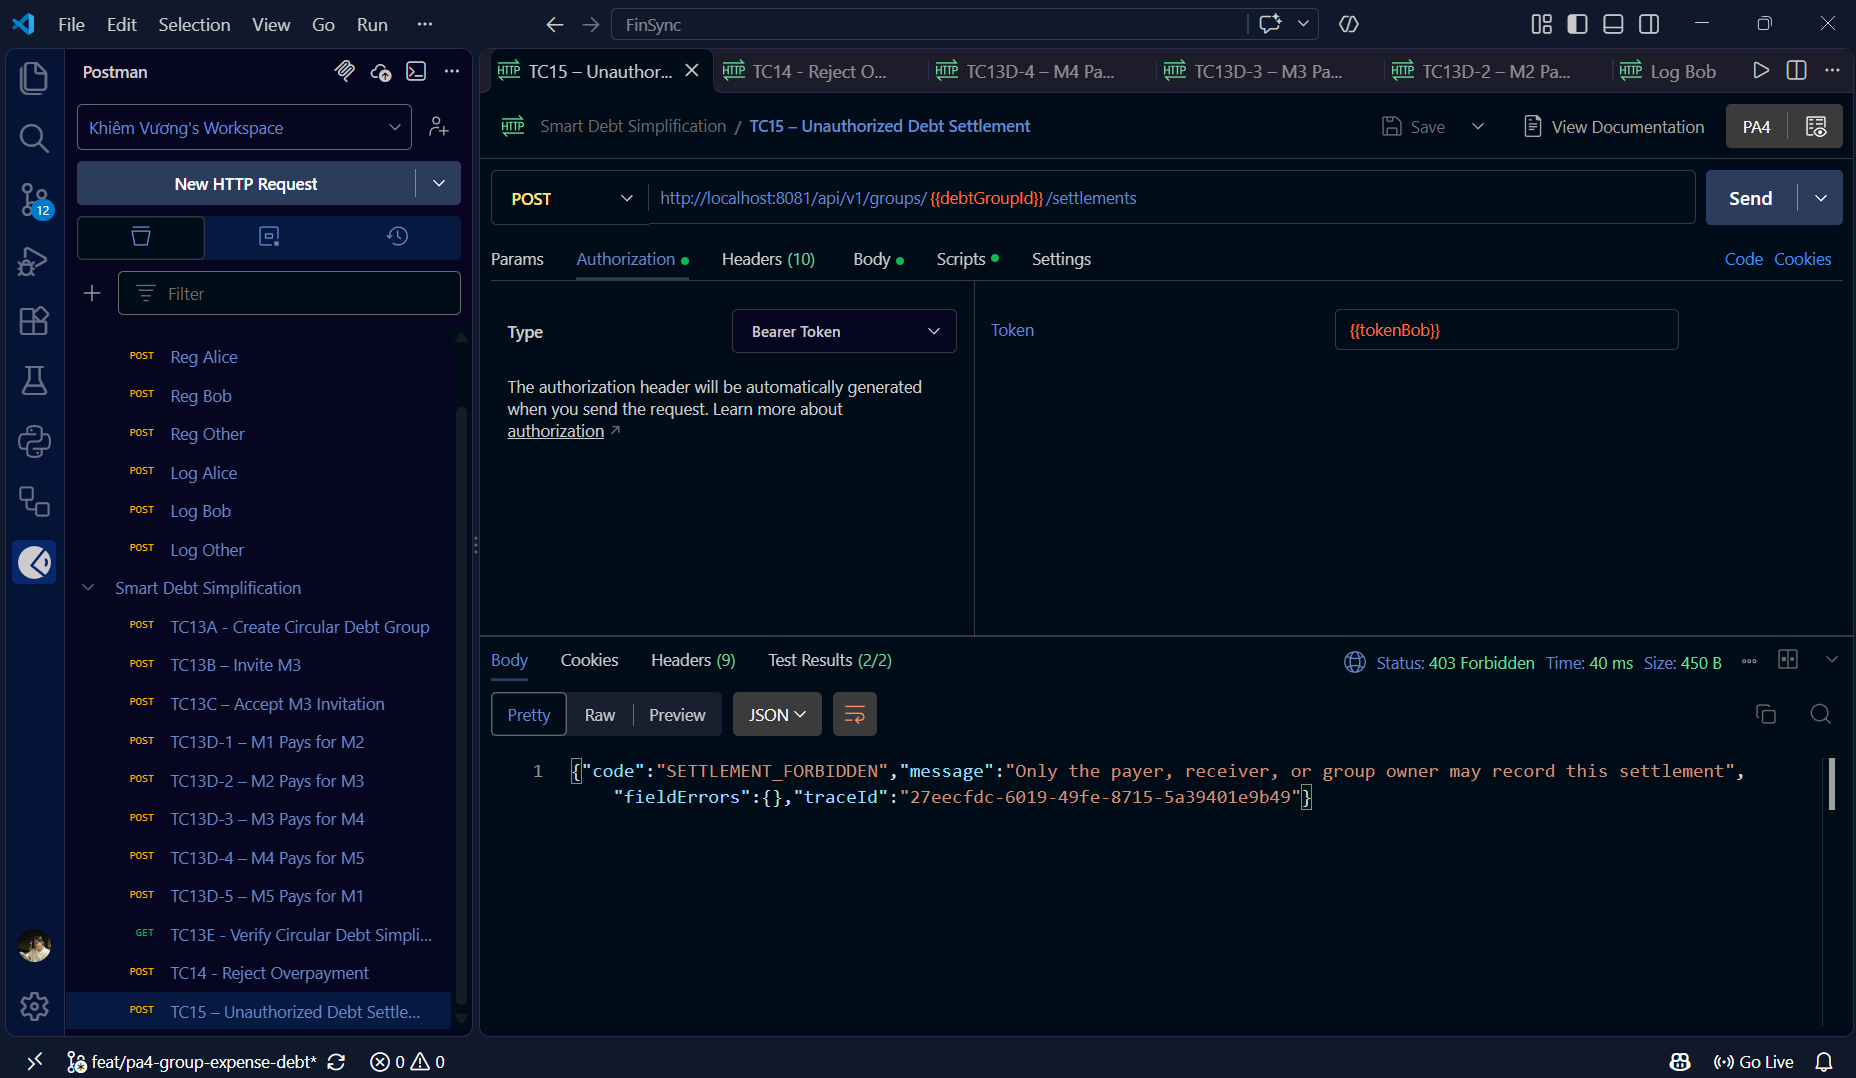 File Edit Selection View Go Run ···
FinSync
Postman
Khiêm Vương's Workspace
New HTTP Request
Filter
POST Reg Alice
POST Reg Bob
POST Reg Other
POST Log Alice
POST Log Bob
POST Log Other
Smart Debt Simplification
POST TC13A - Create Circular Debt Group
POST TC13B – Invite M3
POST TC13C – Accept M3 Invitation
POST TC13D-1 – M1 Pays for M2
POST TC13D-2 – M2 Pays for M3
POST TC13D-3 – M3 Pays for M4
POST TC13D-4 – M4 Pays for M5
POST TC13D-5 – M5 Pays for M1
GET TC13E - Verify Circular Debt Simpli...
POST TC14 - Reject Overpayment
POST TC15 – Unauthorized Debt Settle...
12
HTTP TC15 – Unauthor... HTTP TC14 - Reject O... HTTP TC13D-4 – M4 Pa... HTTP TC13D-3 – M3 Pa... HTTP TC13D-2 – M2 Pa... HTTP Log Bob
HTTP Smart Debt Simplification / TC15 – Unauthorized Debt Settlement Save View Documentation PA4
POST http://localhost:8081/api/v1/groups/{{debtGroupId}}/settlements Send
Params Authorization Headers (10) Body Scripts Settings Code Cookies
Type Bearer Token
Token {{tokenBob}}
The authorization header will be automatically generated
when you send the request. Learn more about
authorization ↗
Body Cookies Headers (9) Test Results (2/2) Status: 403 Forbidden Time: 40 ms Size: 450 B
Pretty Raw Preview JSON
1 {"code":"SETTLEMENT_FORBIDDEN","message":"Only the payer, receiver, or group owner may record this settlement",
"fieldErrors":{},"traceId":"27eecfdc-6019-49fe-8715-5a39401e9b49"}
feat/pa4-group-expense-debt* 0 0 Go Live